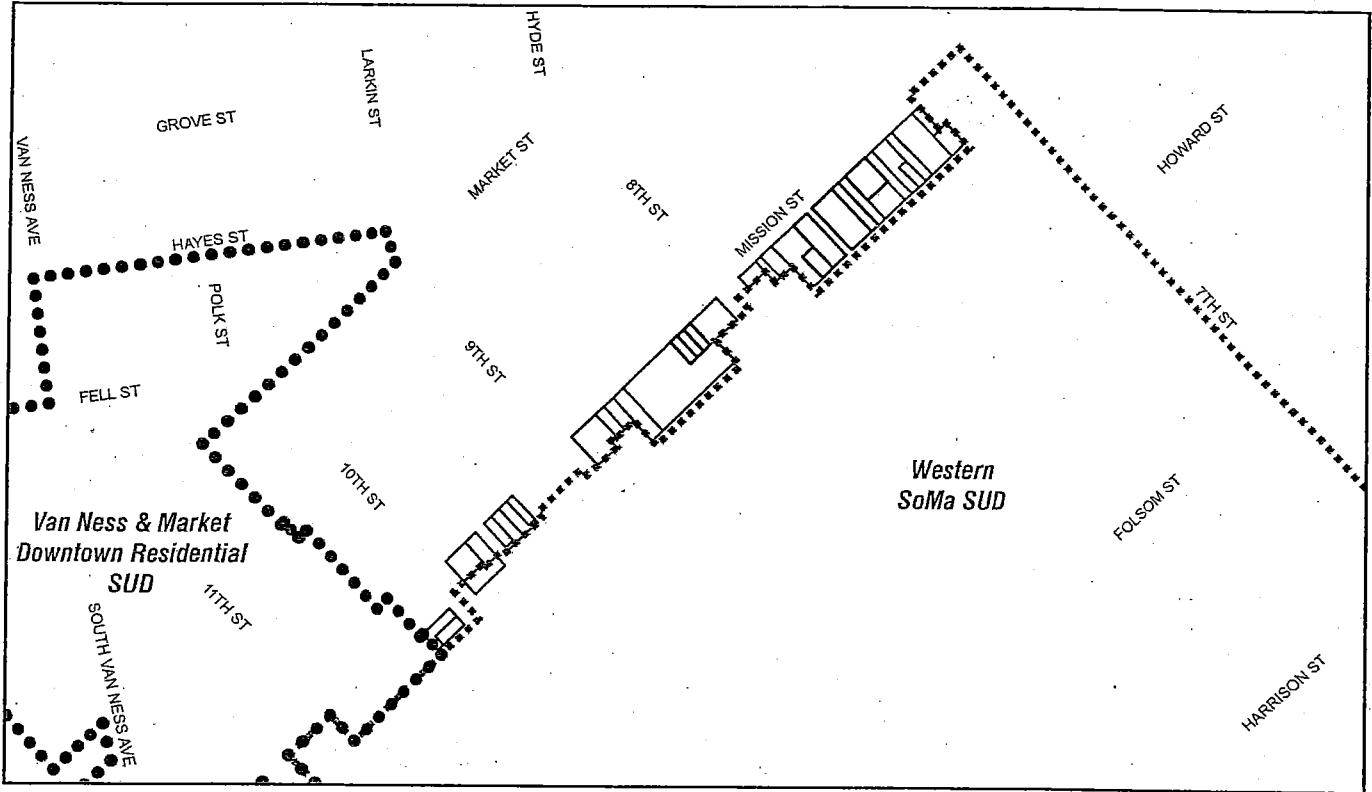 HYDE ST
LARKIN ST
GROVE ST
VAN NESS AVE
MARKET ST
HOWARD ST
8TH ST
MISSION ST
HAYES ST
POLK ST
7TH ST
9TH ST
FELL ST
10TH ST
Western
SoMa SUD
FOLSOM ST
Van Ness & Market
Downtown Residential
SUD
11TH ST
SOUTH VAN NESS AVE
HARRISON ST